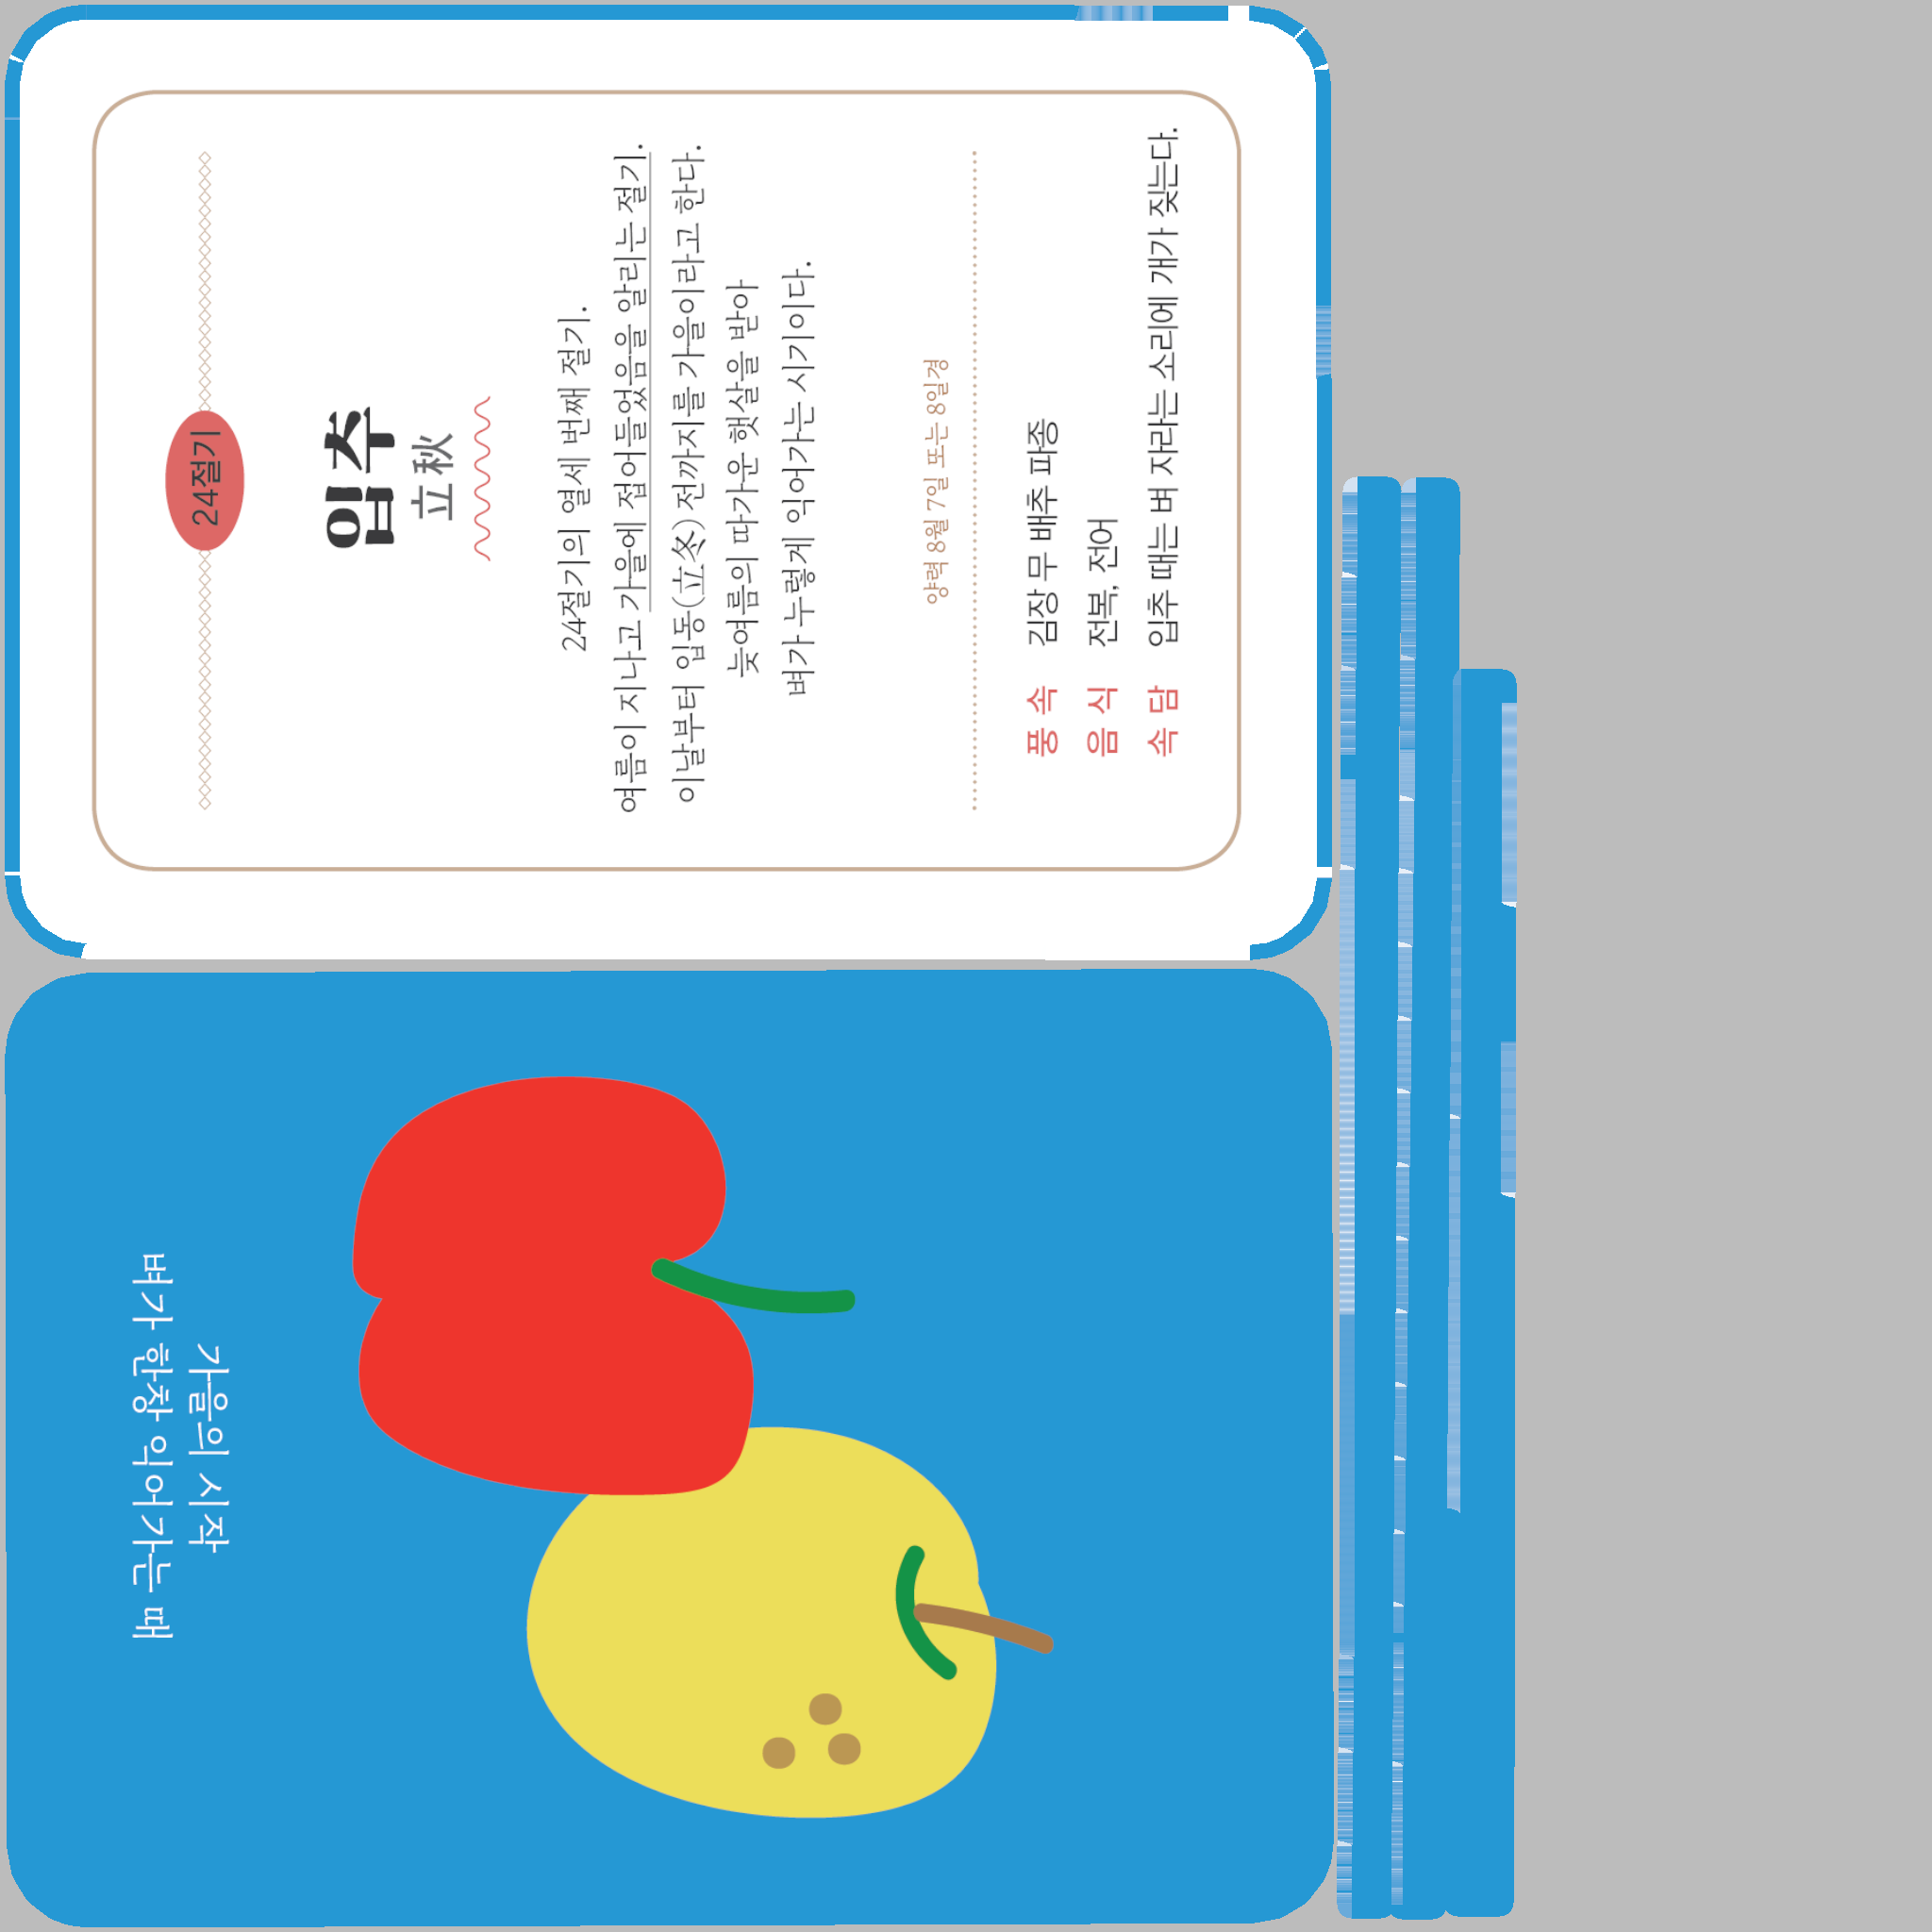 24절기
입추
立秋
24절기의 열세 번째 절기.
여름이 지나고 가을에 접어들었음을 알리는 절기.
이날부터 입동(立冬) 전까지를 가을이라고 한다.
늦여름의 따가운 햇살을 받아
벼가 누렇게 익어가는 시기이다.
양력 8월 7일 또는 8일경
풍속 김장 무 배추 파종
음식 전복, 전어
속담 입추 때는 벼 자라는 소리에 개가 짖는다.
가을의 시작
벼가 한창 익어가는 때